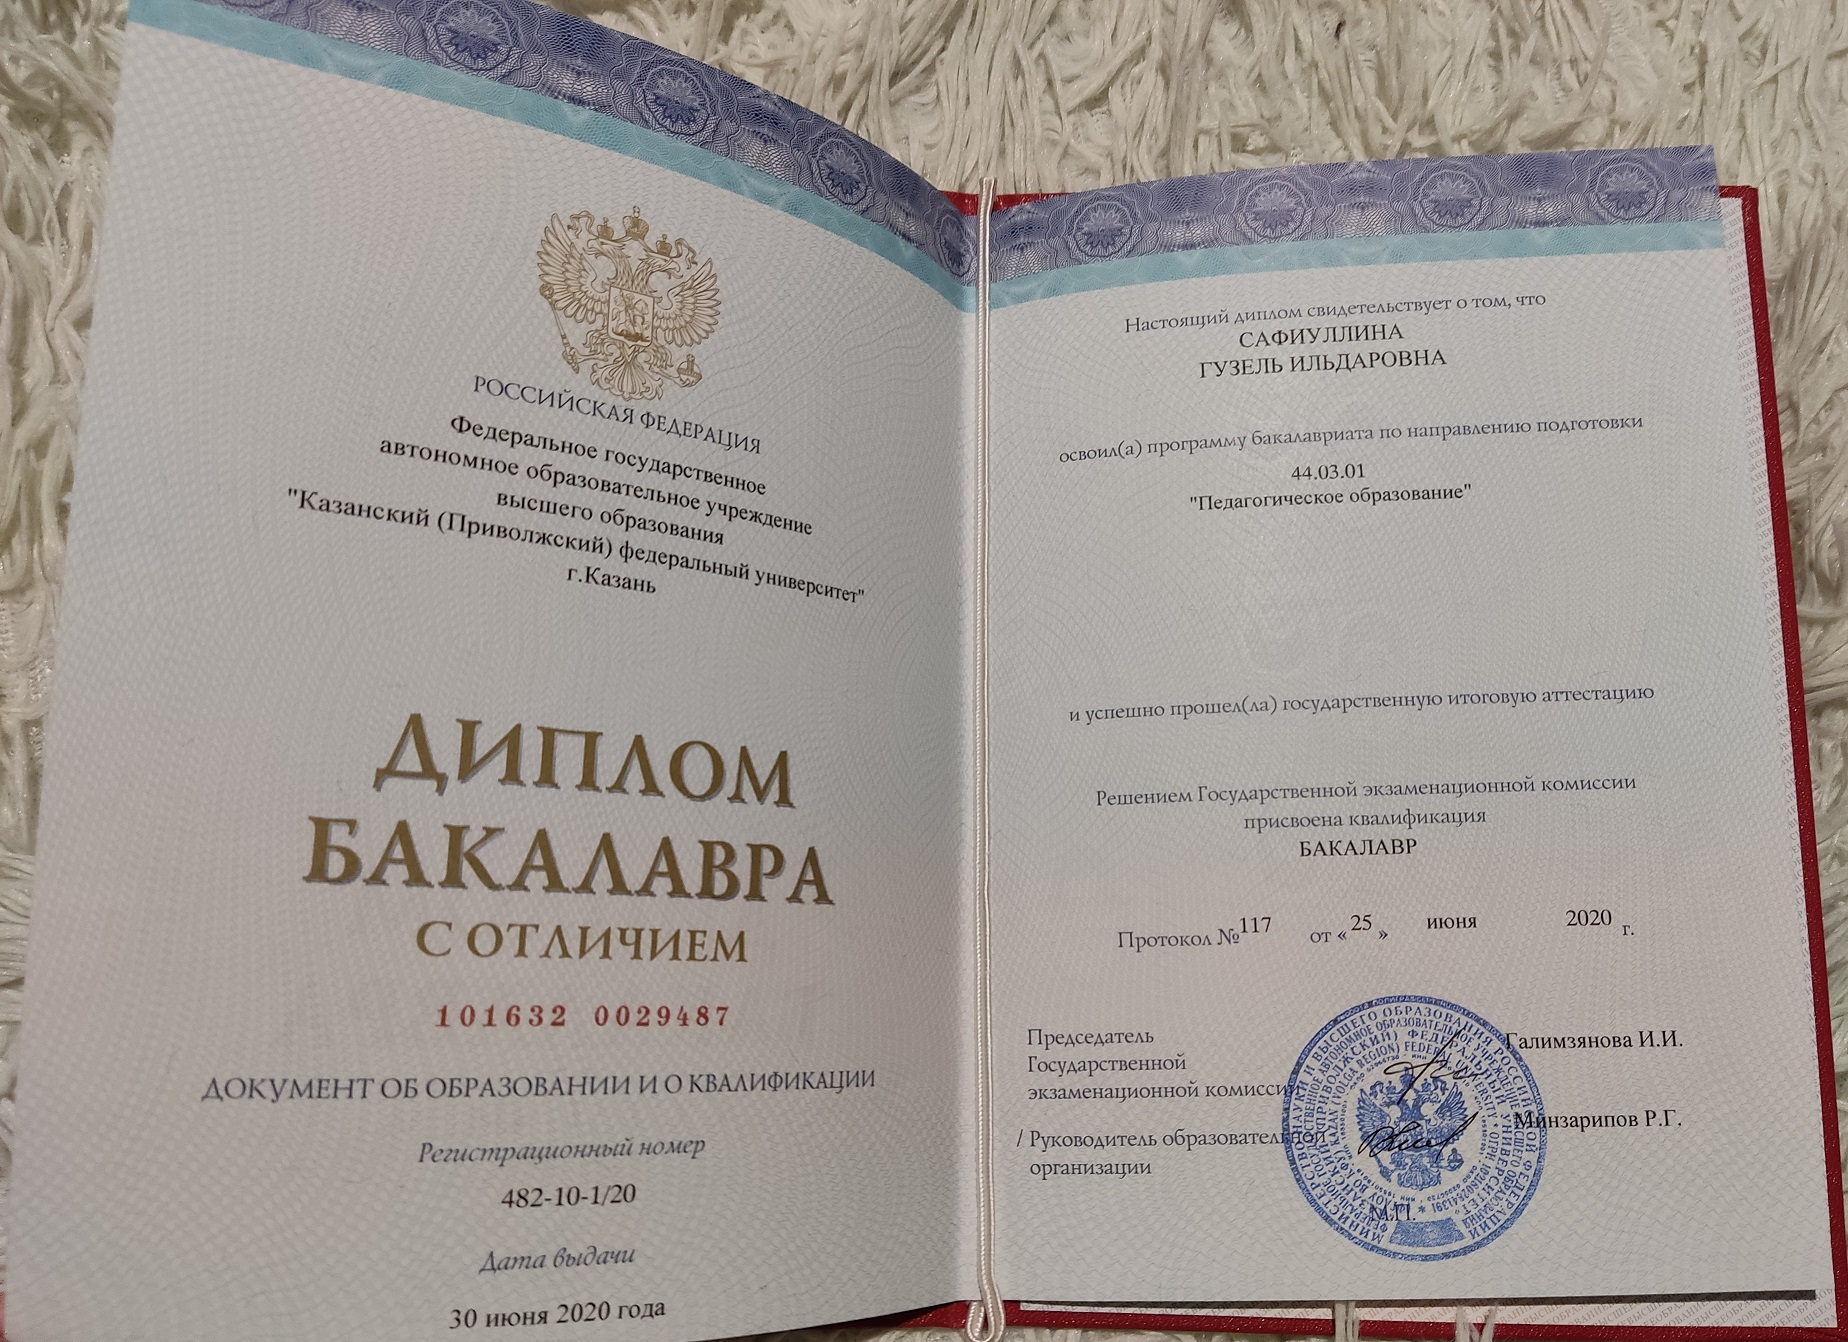 РОССИЙСКАЯ ФЕДЕРАЦИЯ
Федеральное государственное
автономное образовательное учреждение
высшего образования
"Казанский (Приволжский) федеральный университет"
г.Казань
ДИПЛОМ
БАКАЛАВРА
С ОТЛИЧИЕМ
101632 0029487
ДОКУМЕНТ ОБ ОБРАЗОВАНИИ И О КВАЛИФИКАЦИИ
Регистрационный номер
482-10-1/20
Дата выдачи
30 июня 2020 года
Настоящий диплом свидетельствует о том, что
САФИУЛЛИНА
ГУЗЕЛЬ ИЛЬДАРОВНА
освоил(а) программу бакалавриата по направлению подготовки
44.03.01
"Педагогическое образование"
и успешно прошел(ла) государственную итоговую аттестацию
Решением Государственной экзаменационной комиссии
присвоена квалификация
БАКАЛАВР
Протокол №117 от «25» июня 2020 г.
Председатель
Государственной
экзаменационной комиссии
Галимзянова И.И.
/ Руководитель образовательной
организации
Минзарипов Р.Г.
М.П.